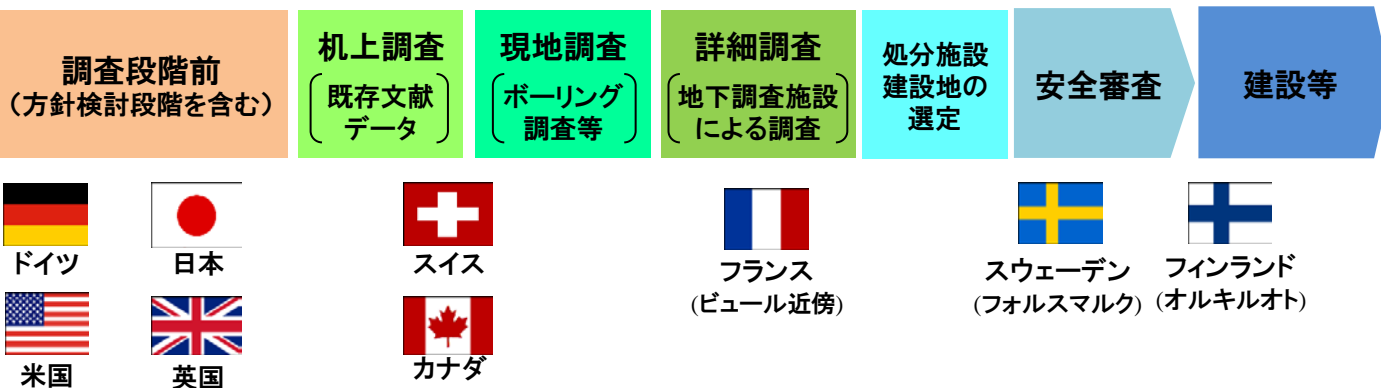 調査段階前
(方針検討段階を含む)
机上調査
既存文献
データ
現地調査
ボーリング
調査等
詳細調査
地下調査施設
による調査
処分施設
建設地の
選定
安全審査
建設等
ドイツ
日本
スイス
フランス
(ビュール近傍)
スウェーデン
(フォルスマルク)
フィンランド
(オルキルオト)
米国
英国
カナダ